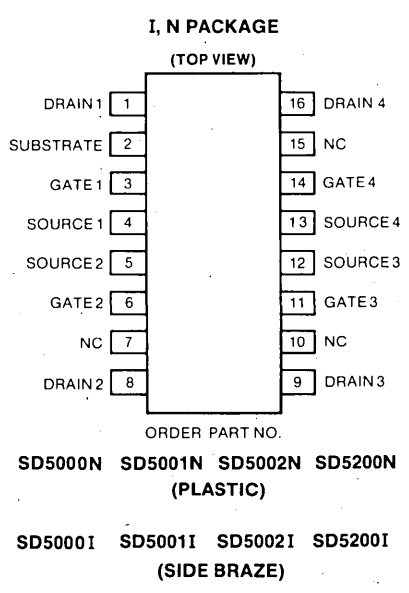 I, N PACKAGE
(TOP VIEW)
DRAIN 1 1 16 DRAIN 4
SUBSTRATE 2 15 NC
GATE 1 3 14 GATE 4
SOURCE 1 4 13 SOURCE 4
SOURCE 2 5 12 SOURCE 3
GATE 2 6 11 GATE 3
NC 7 10 NC
DRAIN 2 8 9 DRAIN 3
ORDER PART NO.
SD5000N SD5001N SD5002N SD5200N
(PLASTIC)
SD5000I SD5001I SD5002I SD5200I
(SIDE BRAZE)